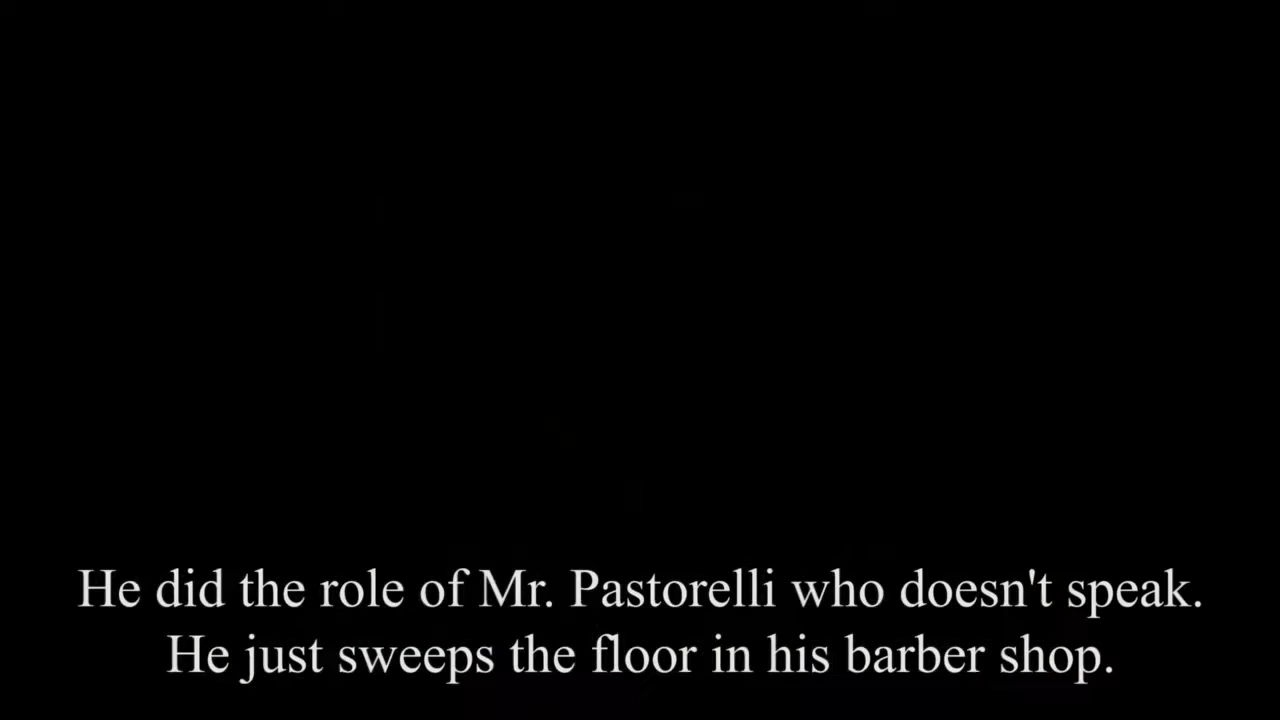 He did the role of Mr. Pastorelli who doesn't speak.
He just sweeps the floor in his barber shop.